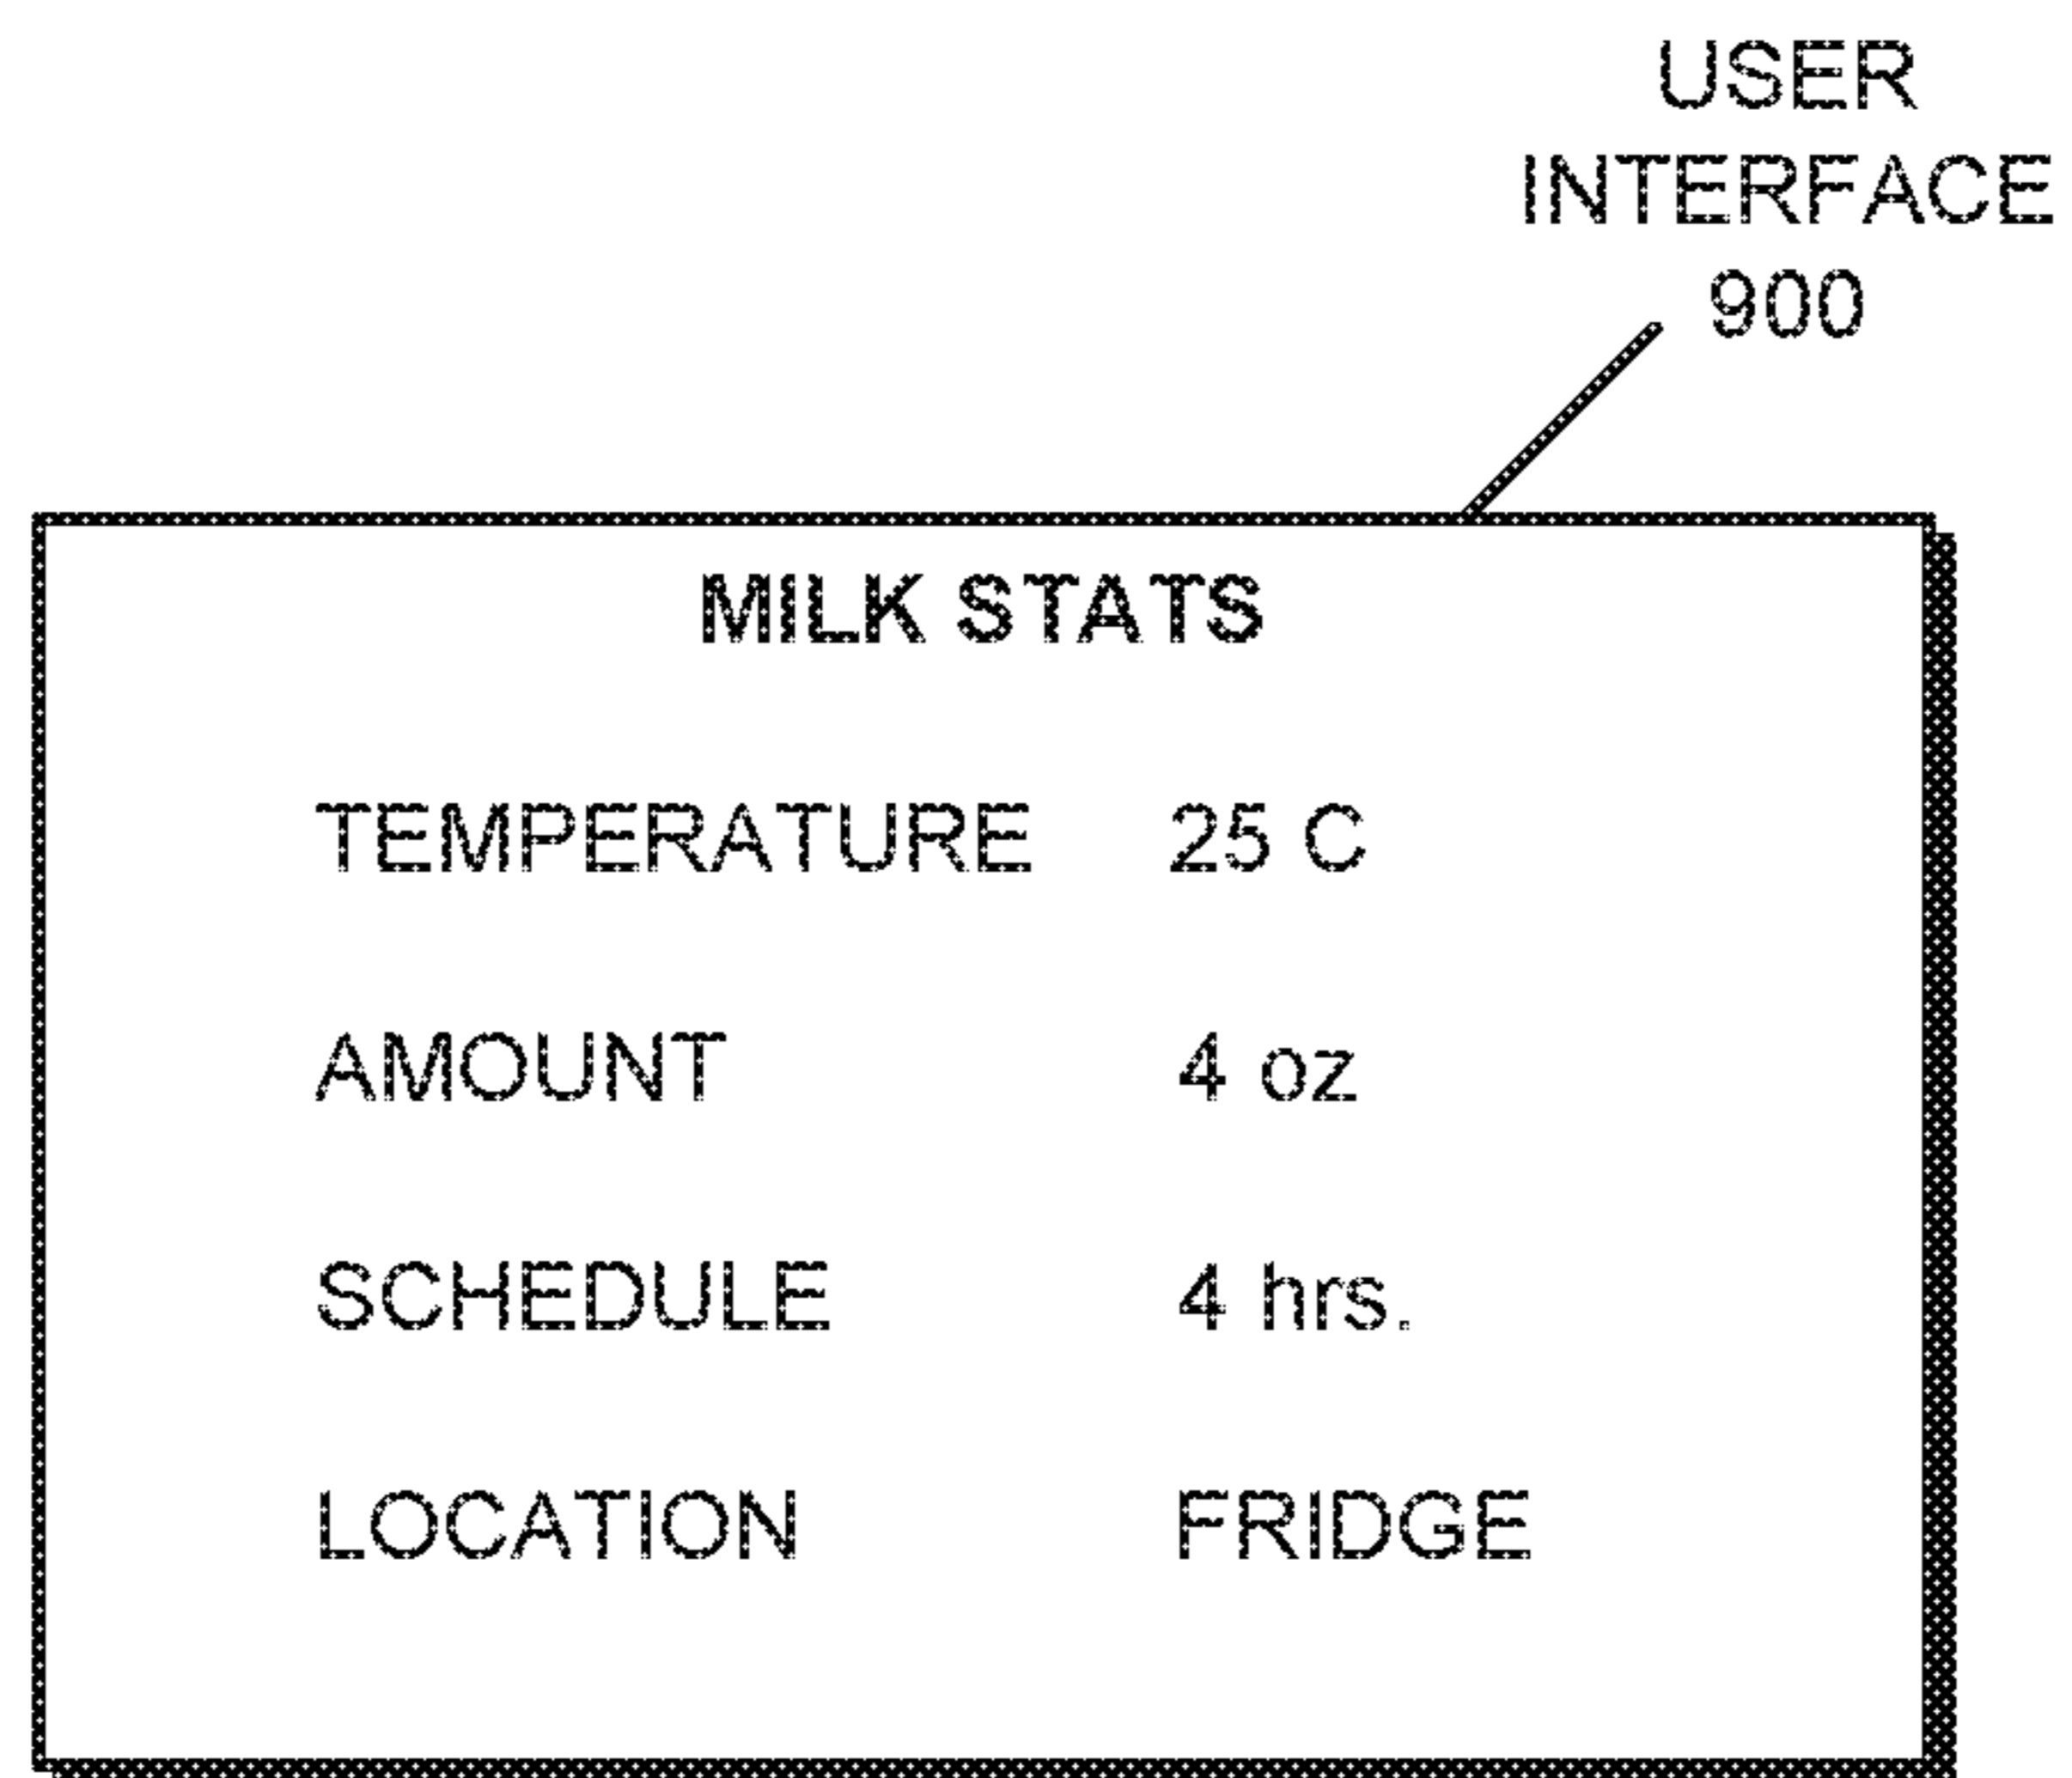 USER
INTERFACE
900
MILK STATS
TEMPERATURE 25 C
AMOUNT 4 oz
SCHEDULE 4 hrs.
LOCATION FRIDGE